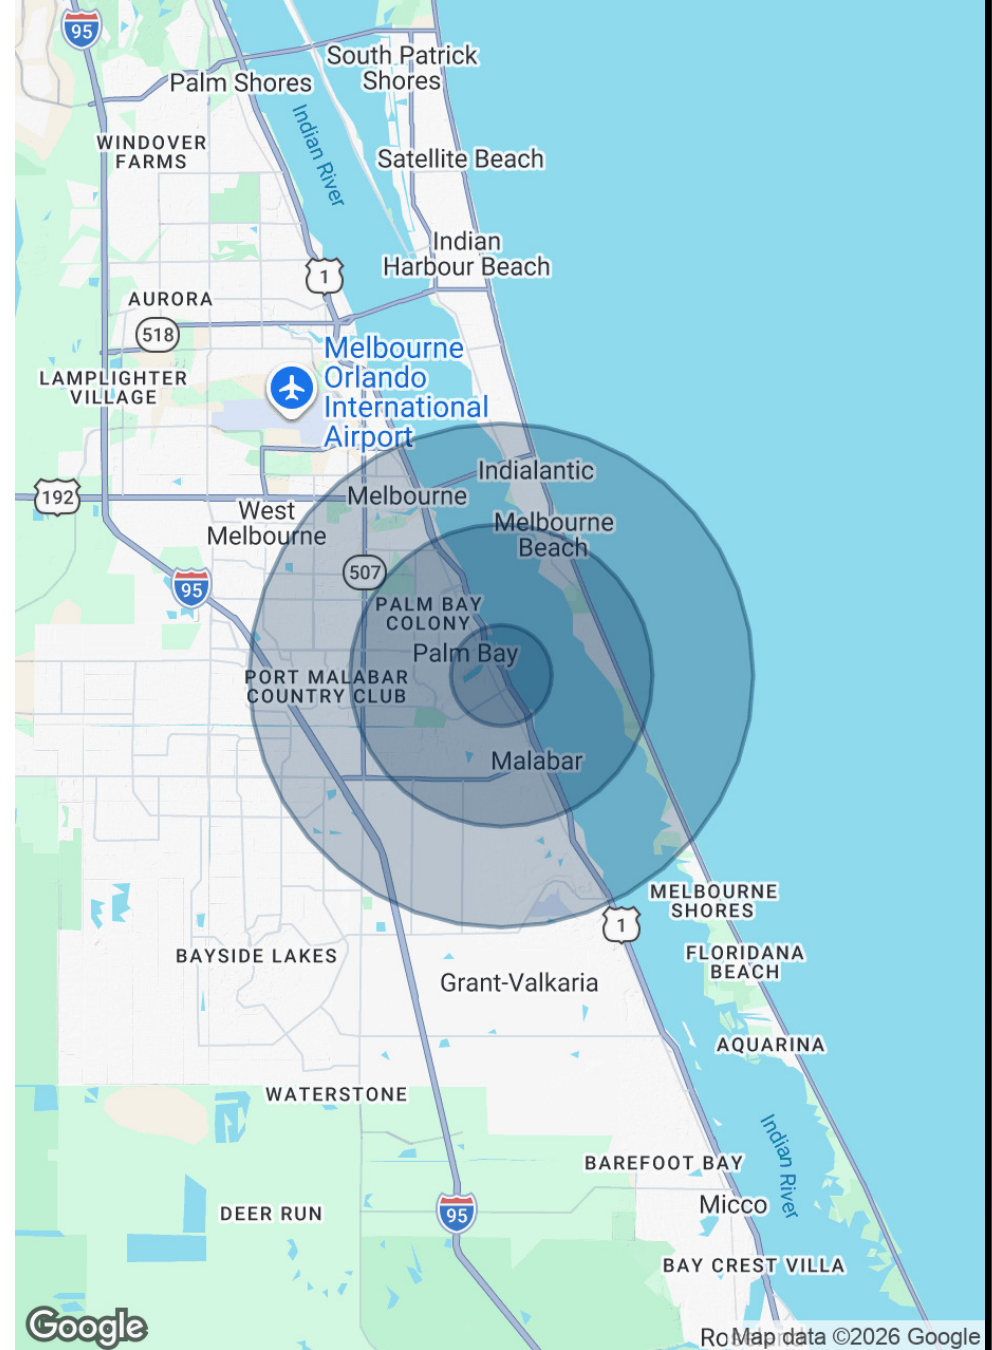 95
South Patrick
Shores
Palm Shores
Indian River
WINDOVER
FARMS
Satellite Beach
Indian
Harbour Beach
1
AURORA
518
Melbourne
Orlando
International
Airport
LAMPLIGHTER
VILLAGE
Indialantic
192
Melbourne
West
Melbourne
Melbourne
Beach
507
95
PALM BAY
COLONY
Palm Bay
PORT MALABAR
COUNTRY CLUB
Malabar
MELBOURNE
SHORES
1
BAYSIDE LAKES
FLORIDANA
BEACH
Grant-Valkaria
AQUARINA
WATERSTONE
Indian River
BAREFOOT BAY
Micco
DEER RUN
95
BAY CREST VILLA
Google
Map data ©2026 Google